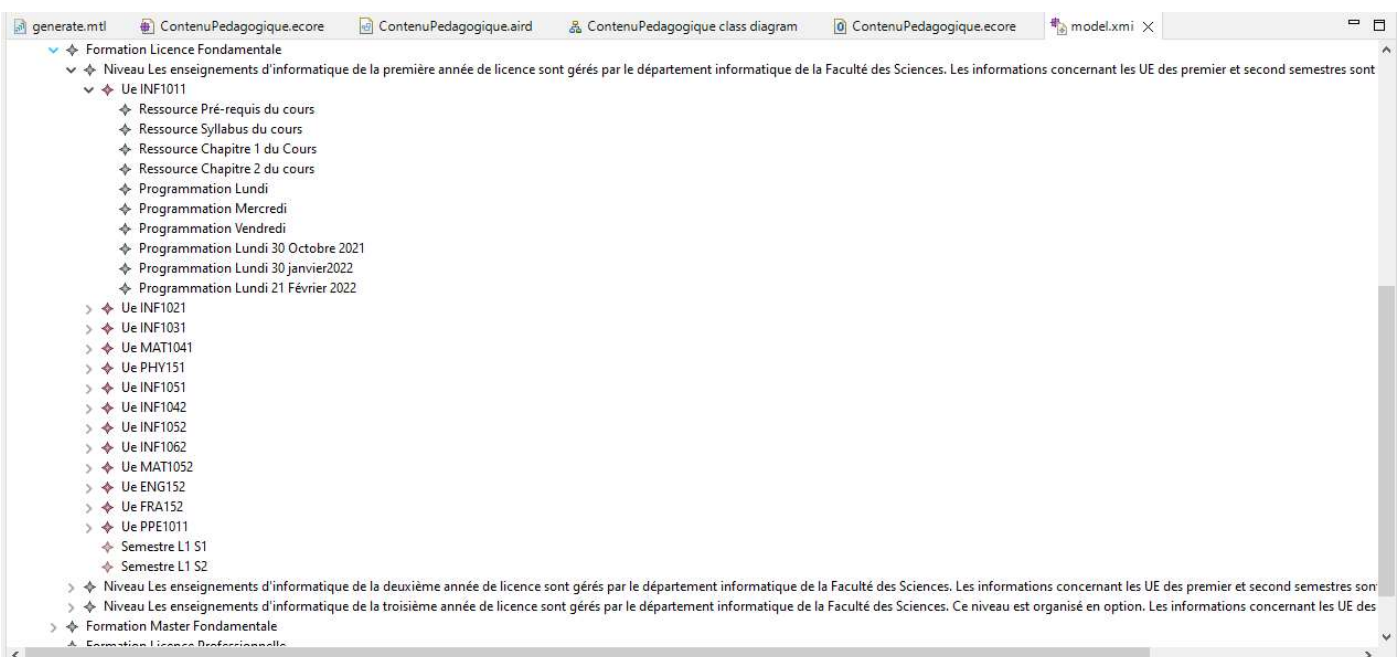 generate.mtl ContenuPedagogique.ecore ContenuPedagogique.aird ContenuPedagogique class diagram ContenuPedagogique.ecore model.xmi
Formation Licence Fondamentale
Niveau Les enseignements d'informatique de la première année de licence sont gérés par le département informatique de la Faculté des Sciences. Les informations concernant les UE des premier et second semestres sont
Ue INF1011
Ressource Pré-requis du cours
Ressource Syllabus du cours
Ressource Chapitre 1 du Cours
Ressource Chapitre 2 du cours
Programmation Lundi
Programmation Mercredi
Programmation Vendredi
Programmation Lundi 30 Octobre 2021
Programmation Lundi 30 janvier2022
Programmation Lundi 21 Février 2022
Ue INF1021
Ue INF1031
Ue MAT1041
Ue PHY151
Ue INF1051
Ue INF1042
Ue INF1052
Ue INF1062
Ue MAT1052
Ue ENG152
Ue FRA152
Ue PPE1011
Semestre L1 S1
Semestre L1 S2
Niveau Les enseignements d'informatique de la deuxième année de licence sont gérés par le département informatique de la Faculté des Sciences. Les informations concernant les UE des premier et second semestres son
Niveau Les enseignements d'informatique de la troisième année de licence sont gérés par le département informatique de la Faculté des Sciences. Ce niveau est organisé en option. Les informations concernant les UE des
Formation Master Fondamentale
Formation Licence Professionnelle